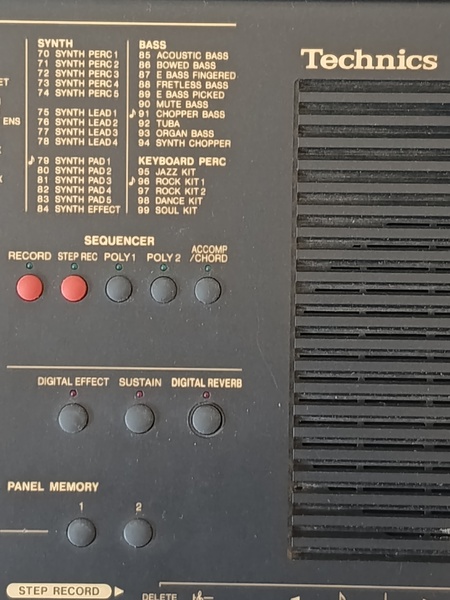 SYNTH
70 SYNTH PERC 1
71 SYNTH PERC 2
72 SYNTH PERC 3
73 SYNTH PERC 4
74 SYNTH PERC 5
75 SYNTH LEAD 1
76 SYNTH LEAD 2
77 SYNTH LEAD 3
78 SYNTH LEAD 4
79 SYNTH PAD 1
80 SYNTH PAD 2
81 SYNTH PAD 3
82 SYNTH PAD 4
83 SYNTH PAD 5
84 SYNTH EFFECT
BASS
85 ACOUSTIC BASS
86 BOWED BASS
87 E BASS FINGERED
88 FRETLESS BASS
89 E BASS PICKED
90 MUTE BASS
91 CHOPPER BASS
92 TUBA
93 ORGAN BASS
94 SYNTH CHOPPER
KEYBOARD PERC
95 JAZZ KIT
96 ROCK KIT 1
97 ROCK KIT 2
98 DANCE KIT
99 SOUL KIT
ENS
Technics
SEQUENCER
RECORD STEP REC POLY 1 POLY 2 ACCOMP
/CHORD
DIGITAL EFFECT SUSTAIN DIGITAL REVERB
PANEL MEMORY
1 2
STEP RECORD
DELETE